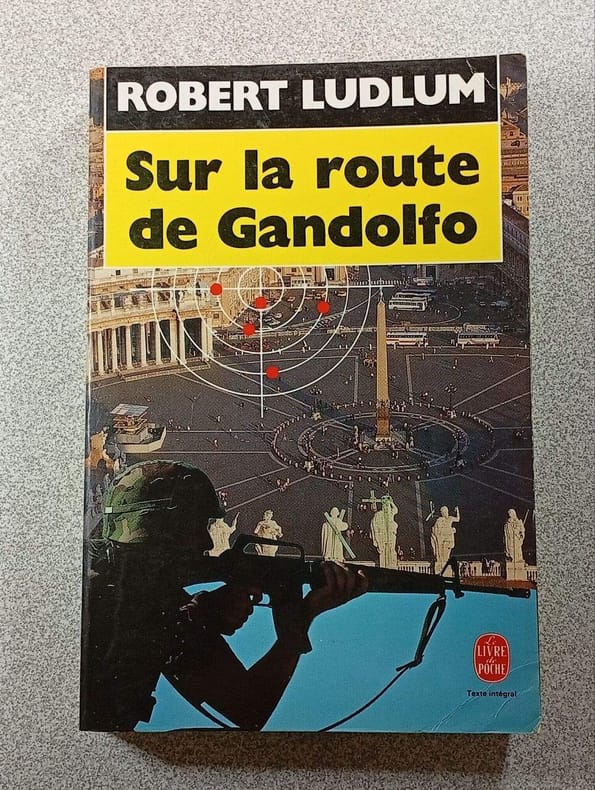 ROBERT LUDLUM
Sur la route
de Gandolfo
Le
LIVRE
de
POCHE
Texte intégral